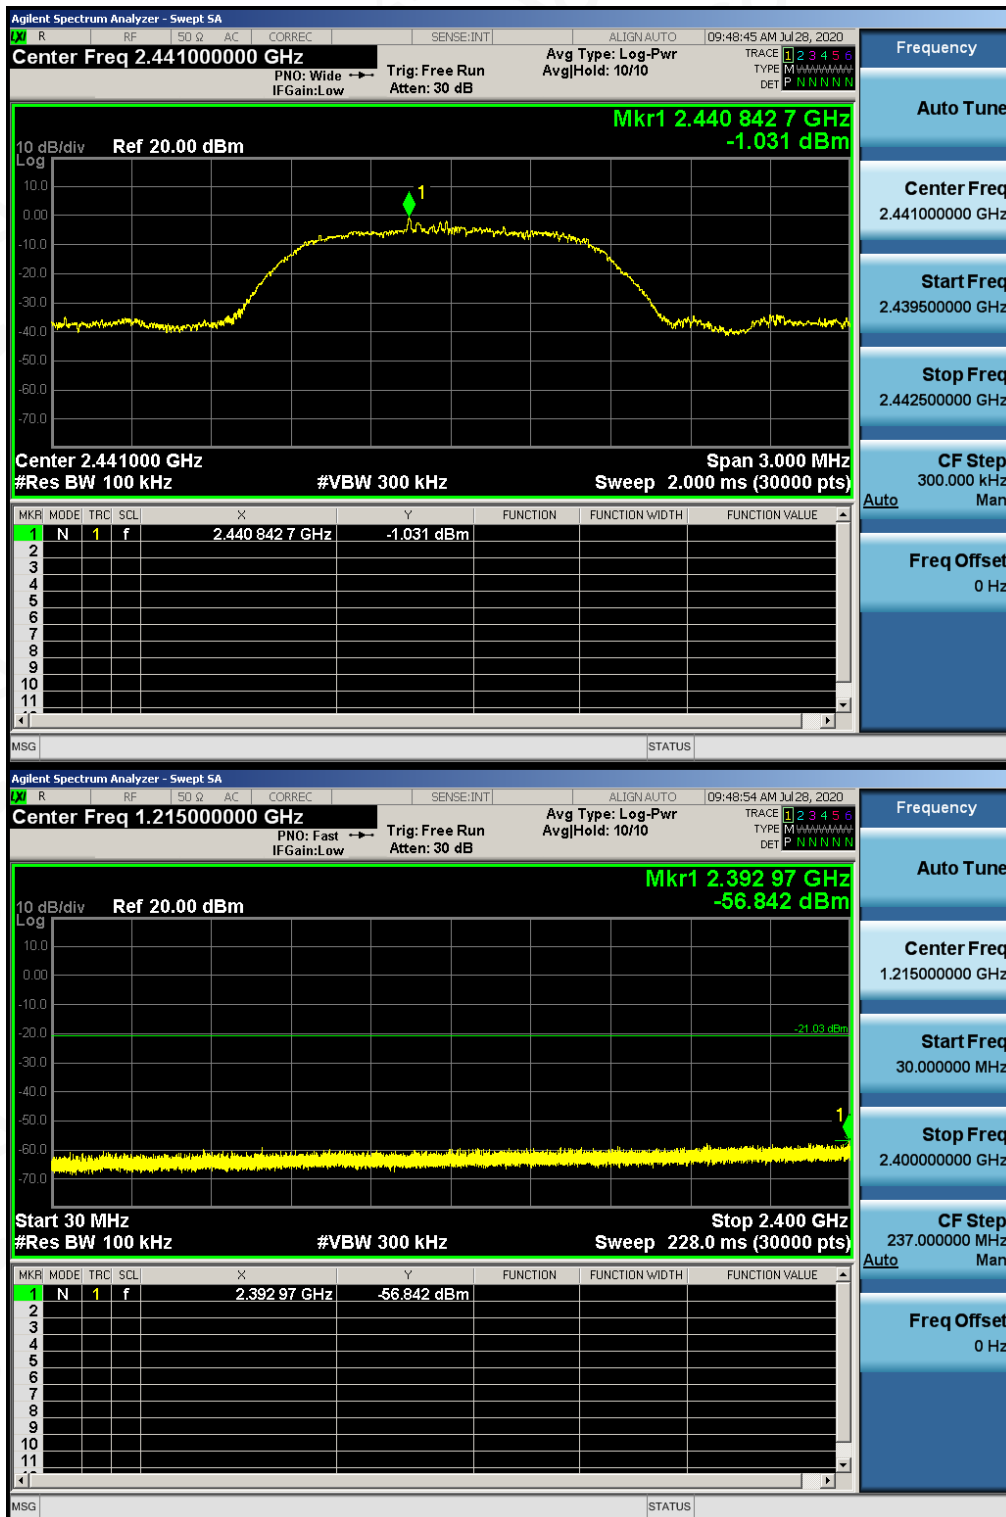 Agilent Spectrum Analyzer - Swept SA
LXI R RF 50 Ω AC CORREC SENSE:INT ALIGN AUTO 09:48:45 AM Jul 28, 2020
Center Freq 2.441000000 GHz
PNO: Wide
IFGain:Low
Trig: Free Run
Atten: 30 dB
Avg Type: Log-Pwr
Avg|Hold: 10/10
TRACE 1 2 3 4 5 6
TYPE M
DET P N N N N N
Mkr1 2.440 842 7 GHz
-1.031 dBm
10 dB/div Ref 20.00 dBm
Log
10.0
0.00
-10.0
-20.0
-30.0
-40.0
-50.0
-60.0
-70.0
1
Center 2.441000 GHz Span 3.000 MHz
#Res BW 100 kHz #VBW 300 kHz Sweep 2.000 ms (30000 pts)
MKR MODE TRC SCL X Y FUNCTION FUNCTION WIDTH FUNCTION VALUE
1 N 1 f 2.440 842 7 GHz -1.031 dBm
2
3
4
5
6
7
8
9
10
11
MSG STATUS
Frequency
Auto Tune
Center Freq
2.441000000 GHz
Start Freq
2.439500000 GHz
Stop Freq
2.442500000 GHz
CF Step
300.000 kHz
Auto Man
Freq Offset
0 Hz
Agilent Spectrum Analyzer - Swept SA
LXI R RF 50 Ω AC CORREC SENSE:INT ALIGN AUTO 09:48:54 AM Jul 28, 2020
Center Freq 1.215000000 GHz
PNO: Fast
IFGain:Low
Trig: Free Run
Atten: 30 dB
Avg Type: Log-Pwr
Avg|Hold: 10/10
TRACE 1 2 3 4 5 6
TYPE M
DET P N N N N N
Mkr1 2.392 97 GHz
-56.842 dBm
10 dB/div Ref 20.00 dBm
Log
10.0
0.00
-10.0
-20.0
-30.0
-40.0
-50.0
-60.0
-70.0
-21.03 dBm
1
Start 30 MHz Stop 2.400 GHz
#Res BW 100 kHz #VBW 300 kHz Sweep 228.0 ms (30000 pts)
MKR MODE TRC SCL X Y FUNCTION FUNCTION WIDTH FUNCTION VALUE
1 N 1 f 2.392 97 GHz -56.842 dBm
2
3
4
5
6
7
8
9
10
11
MSG STATUS
Frequency
Auto Tune
Center Freq
1.215000000 GHz
Start Freq
30.000000 MHz
Stop Freq
2.400000000 GHz
CF Step
237.000000 MHz
Auto Man
Freq Offset
0 Hz